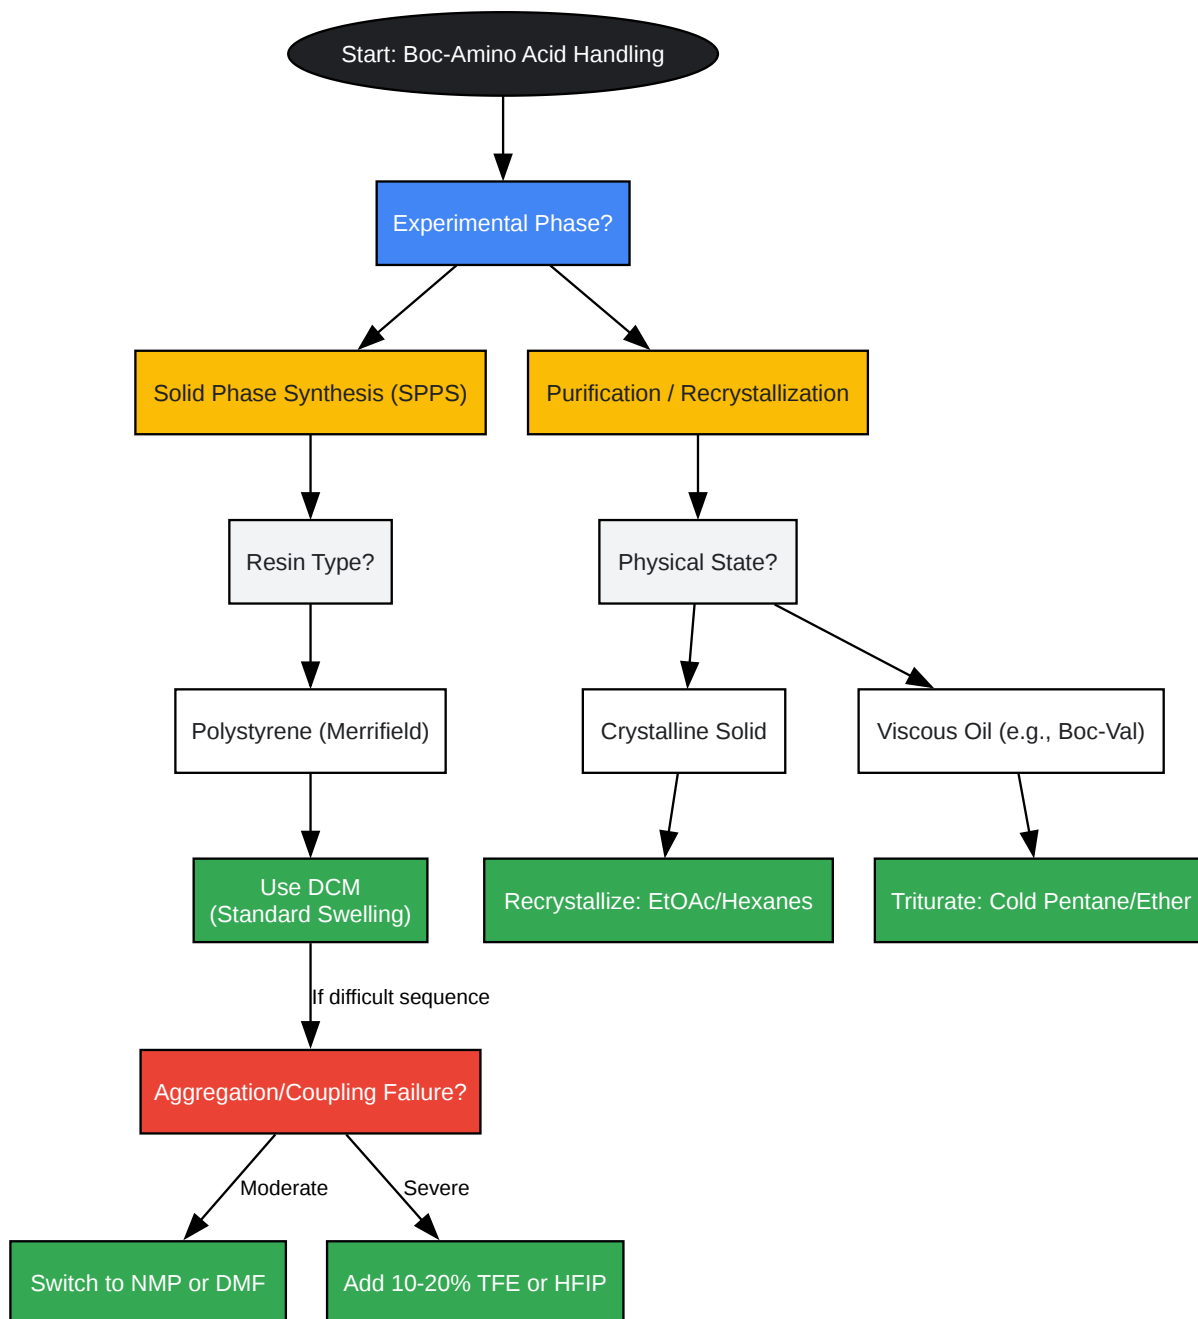 Start: Boc-Amino Acid Handling
Experimental Phase?
Solid Phase Synthesis (SPPS)
Purification / Recrystallization
Resin Type?
Physical State?
Polystyrene (Merrifield)
Crystalline Solid
Viscous Oil (e.g., Boc-Val)
Use DCM
(Standard Swelling)
Recrystallize: EtOAc/Hexanes
Triturate: Cold Pentane/Ether
If difficult sequence
Aggregation/Coupling Failure?
Moderate
Severe
Switch to NMP or DMF
Add 10-20% TFE or HFIP